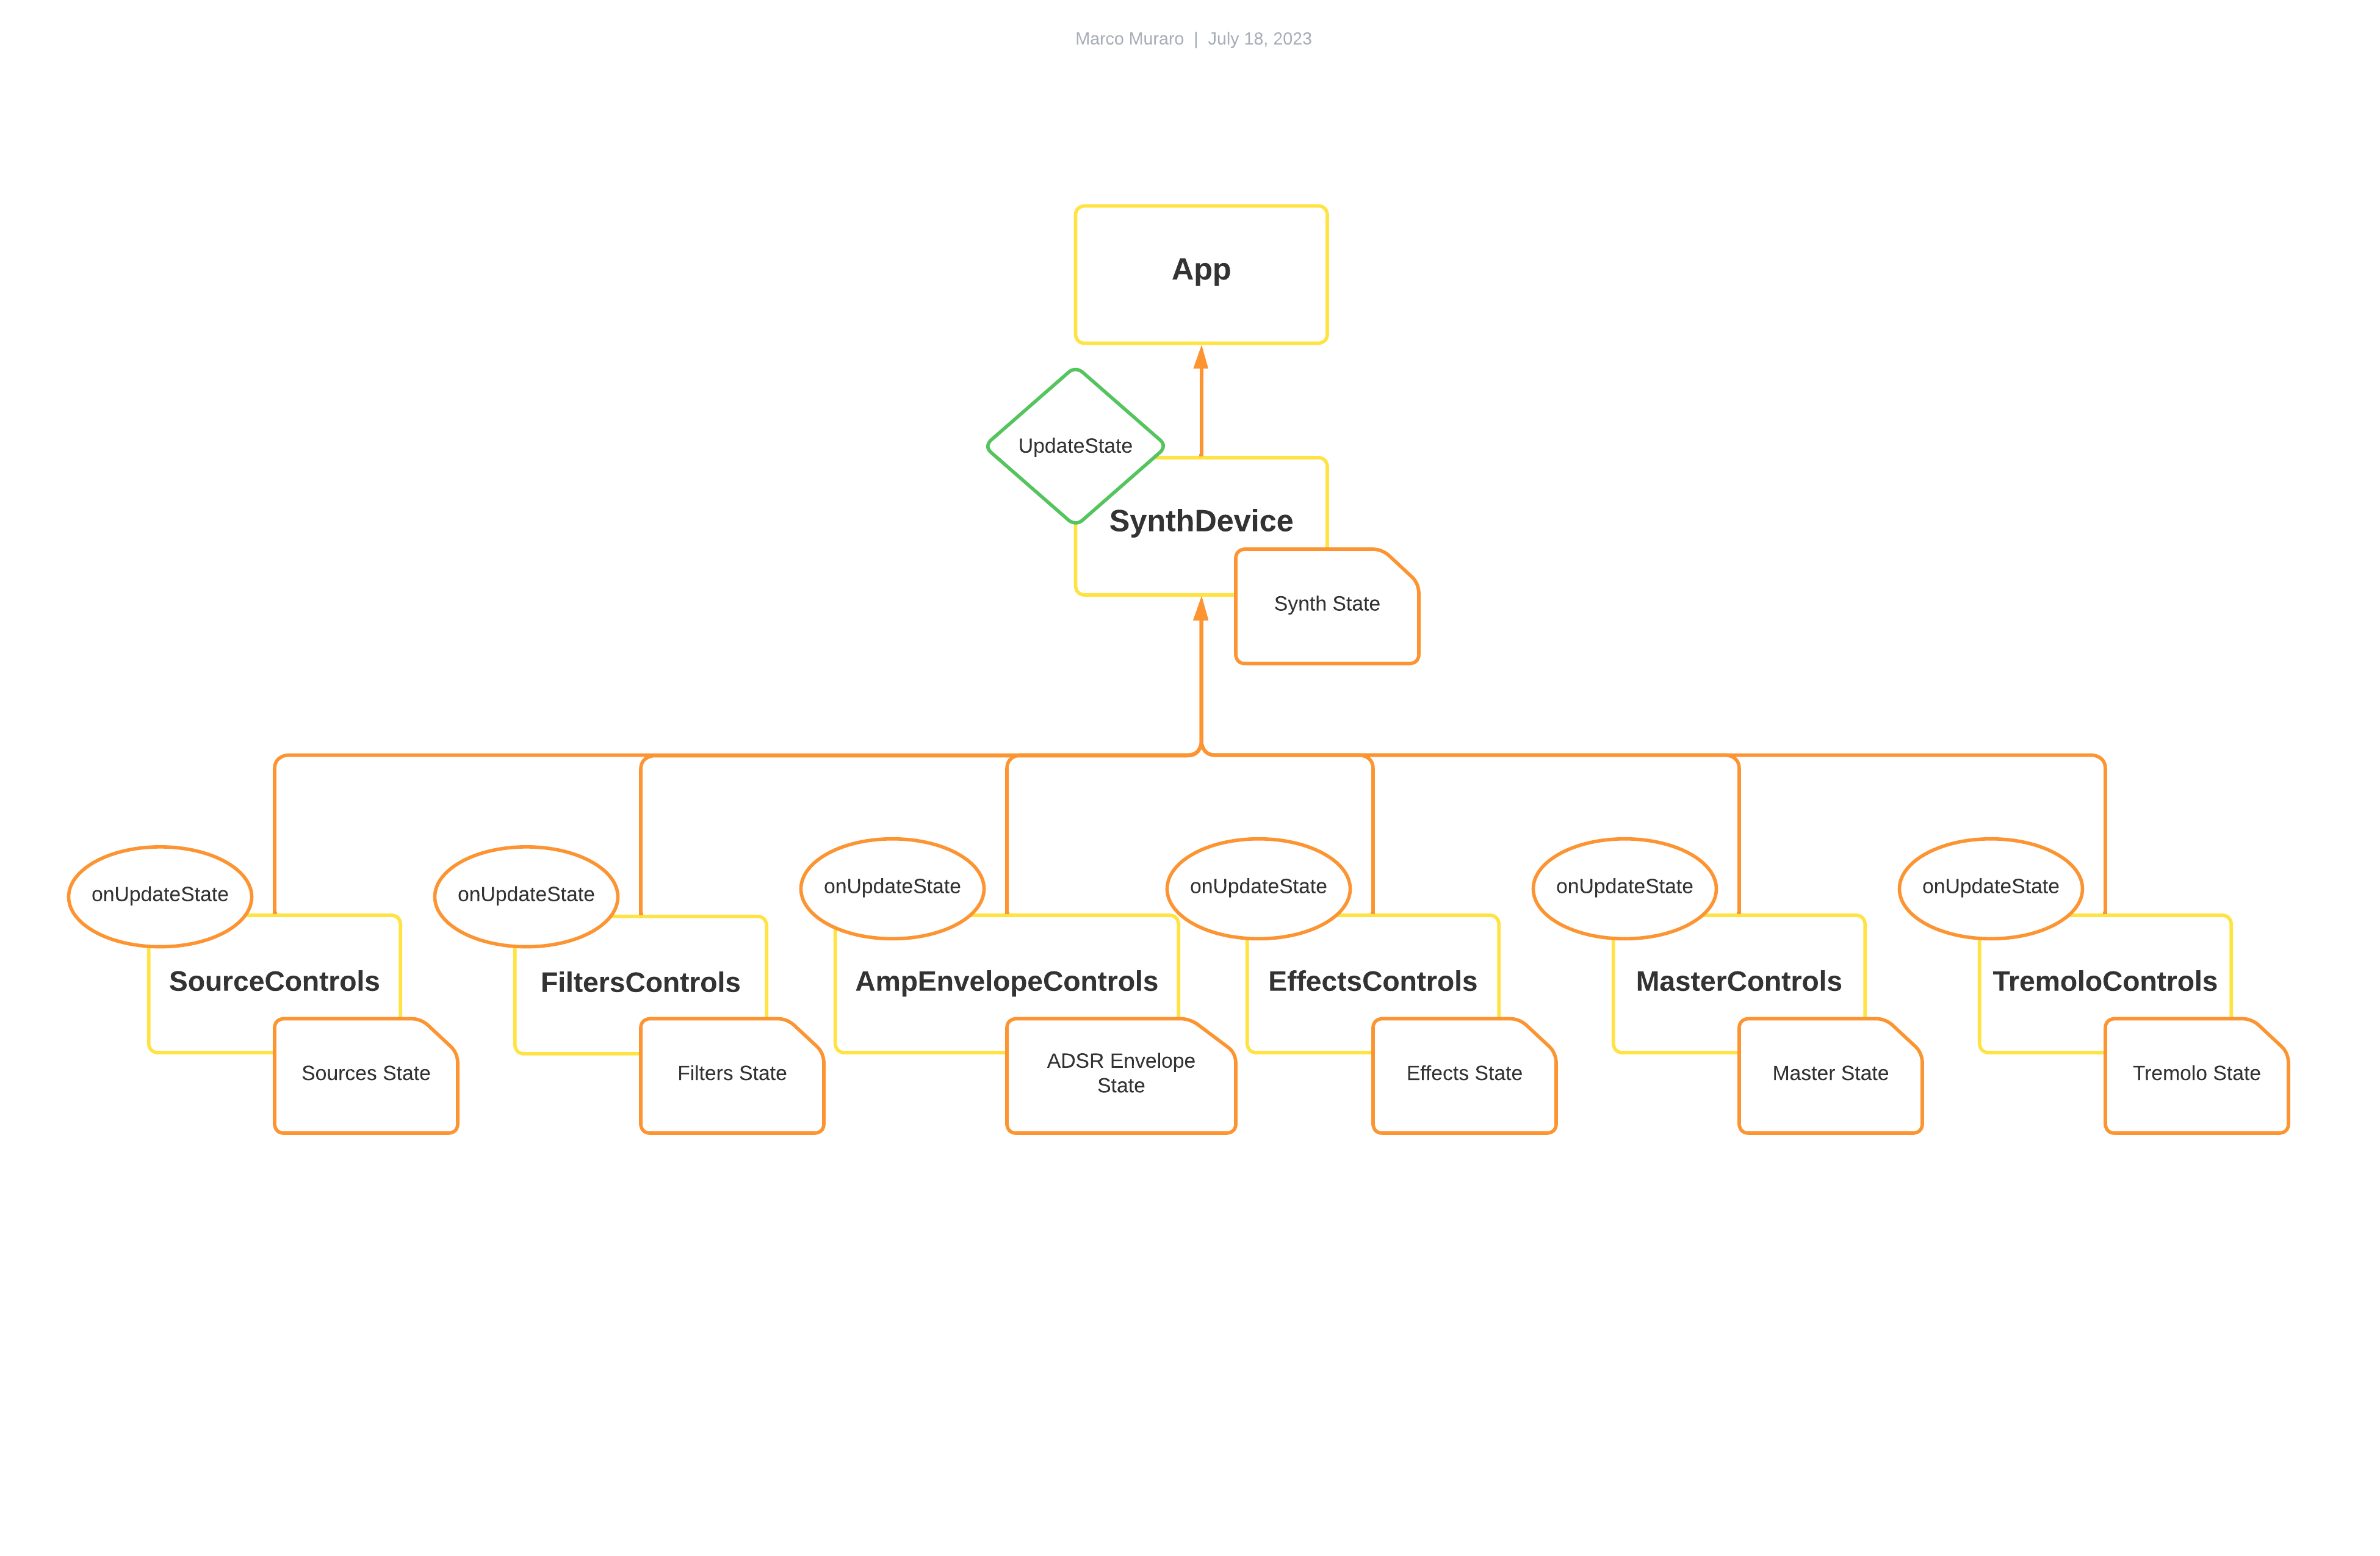 Marco Muraro | July 18, 2023
App
UpdateState
SynthDevice
Synth State
onUpdateState
onUpdateState
onUpdateState
onUpdateState
onUpdateState
onUpdateState
SourceControls
FiltersControls
AmpEnvelopeControls
EffectsControls
MasterControls
TremoloControls
Sources State
Filters State
ADSR Envelope
State
Effects State
Master State
Tremolo State